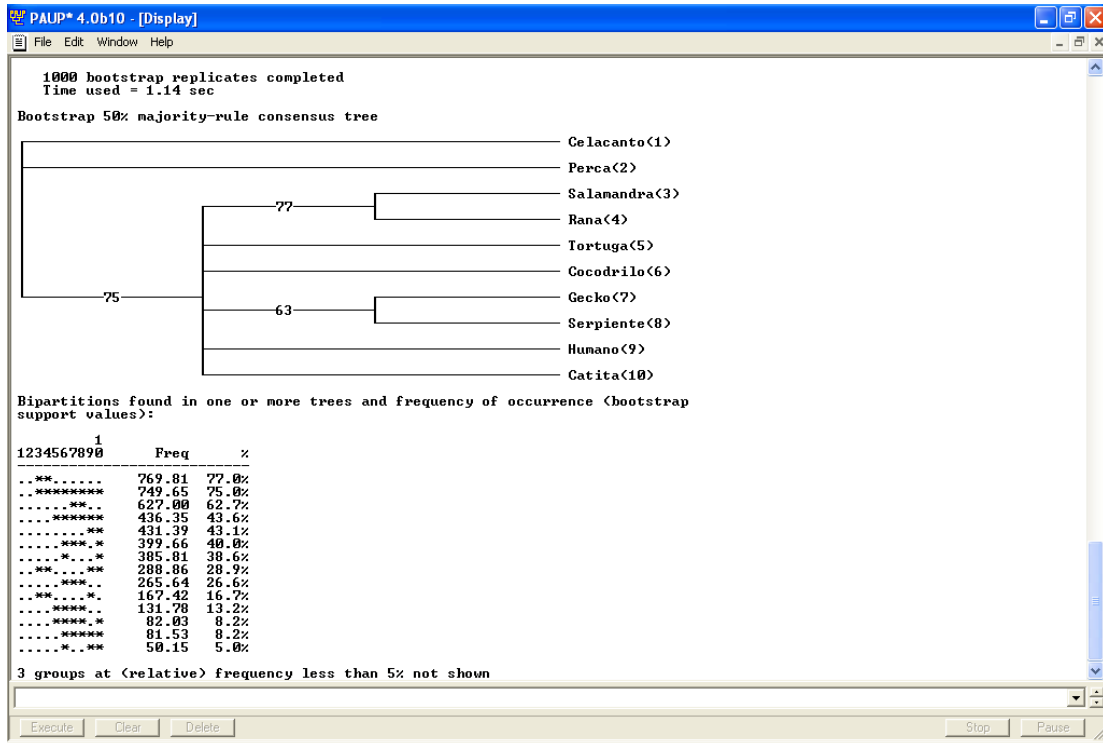 PAUP* 4.0b10 - [Display]
File Edit Window Help
1000 bootstrap replicates completed
Time used = 1.14 sec
Bootstrap 50% majority-rule consensus tree
Celacanto(1)
Perca(2)
Salamandra(3)
77
Rana(4)
Tortuga(5)
Cocodrilo(6)
75
Gecko(7)
63
Serpiente(8)
Humano(9)
Catita(10)
Bipartitions found in one or more trees and frequency of occurrence (bootstrap
support values):
1
1234567890 Freq %
-----------------------------
..**...... 769.81 77.0%
..******** 749.65 75.0%
......**.. 627.00 62.7%
....****** 436.35 43.6%
........** 431.39 43.1%
.....***.* 399.66 40.0%
.....*...* 385.81 38.6%
..**....** 288.86 28.9%
.....***.. 265.64 26.6%
..**....*. 167.42 16.7%
....****.. 131.78 13.2%
....****.* 82.03 8.2%
.....***** 81.53 8.2%
.....*..** 50.15 5.0%
3 groups at (relative) frequency less than 5% not shown
Execute Clear Delete Stop Pause